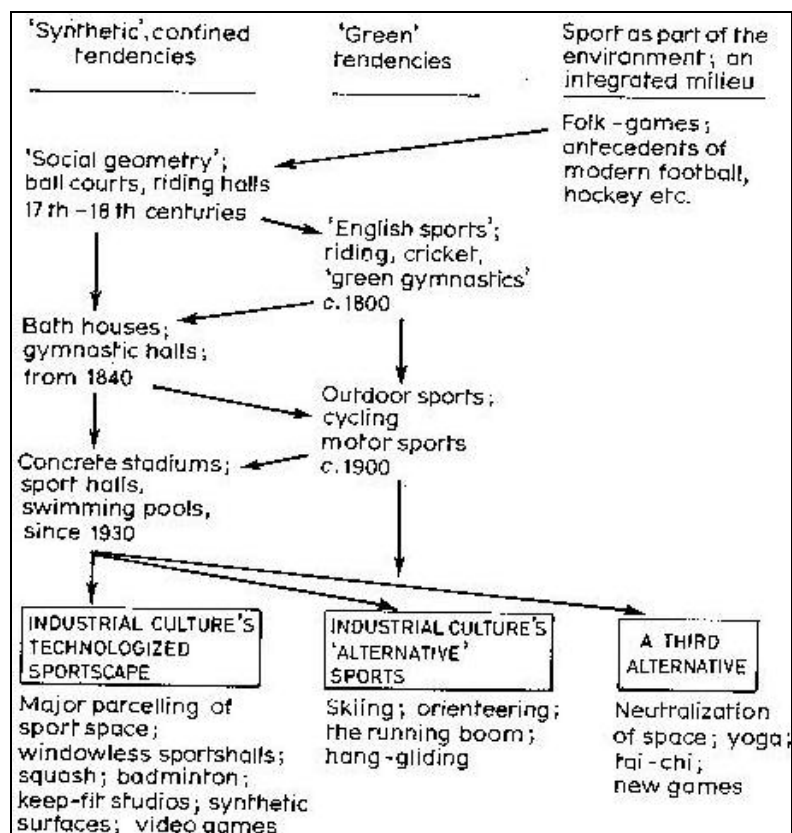 'Synthetic', confined
tendencies
'Green'
tendencies
Sport as part of the
environment; an
integrated milieu
Folk-games;
antecedents of
modern football,
hockey etc.
'Social geometry';
ball courts, riding halls
17th-18th centuries
'English sports';
riding, cricket,
'green gymnastics'
c.1800
Bath houses;
gymnastic halls;
from 1840
Outdoor sports;
cycling
motor sports
c.1900
Concrete stadiums;
sport halls,
swimming pools,
since 1930
INDUSTRIAL CULTURE'S
TECHNOLOGIZED
SPORTSCAPE
Major parcelling of
sport space;
windowless sportshalls;
squash; badminton;
keep-fit studios; synthetic
surfaces; video games
INDUSTRIAL CULTURE'S
'ALTERNATIVE'
SPORTS
Skiing; orienteering;
the running boom;
hang-gliding
A THIRD
ALTERNATIVE
Neutralization
of space; yoga;
tai-chi;
new games